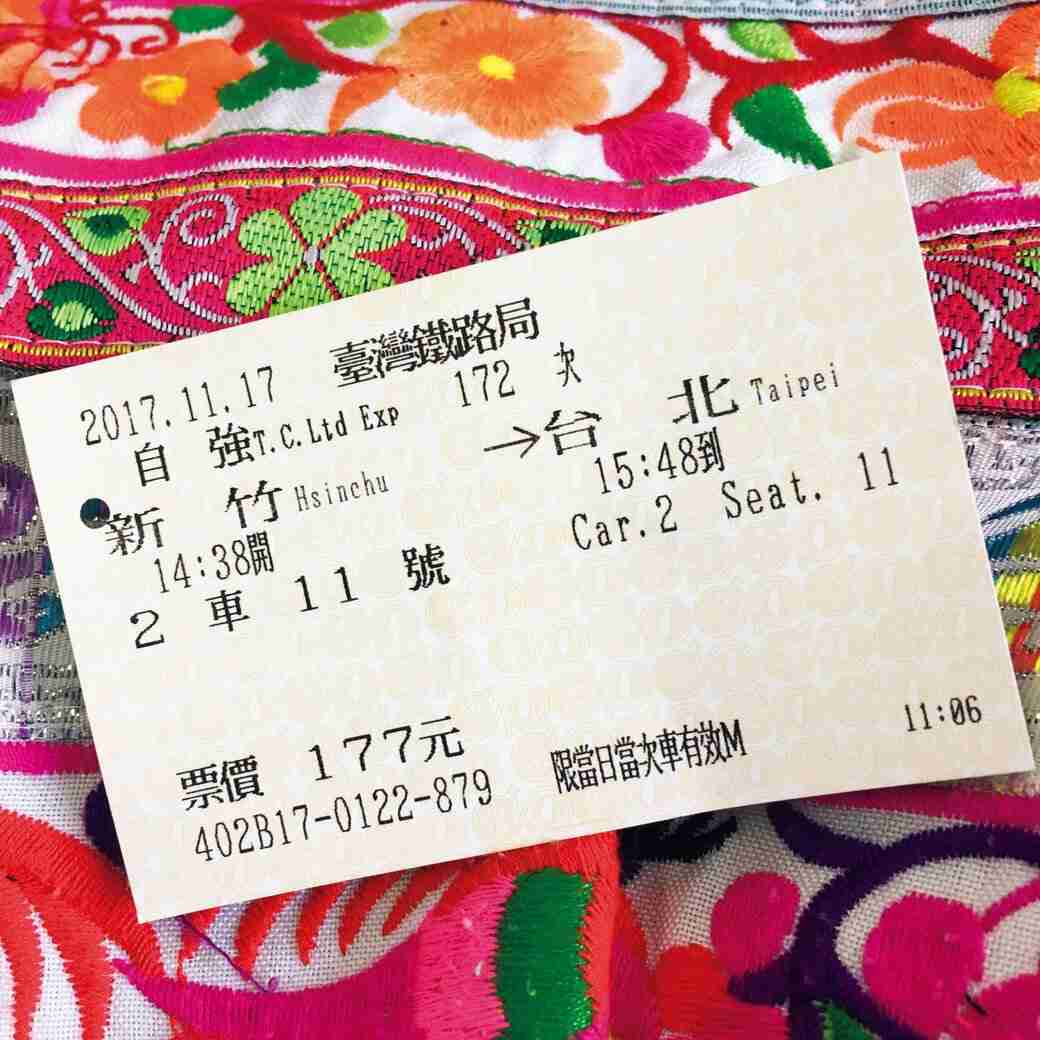 臺灣鐵路局
2017.11.17 172 次
自強 T.C.Ltd Exp
新竹 Hsinchu → 台北 Taipei
14:38開 15:48到
2 車 11 號 Car.2 Seat. 11
票價 177元 限當日當次車有效M 11:06
402B17-0122-879